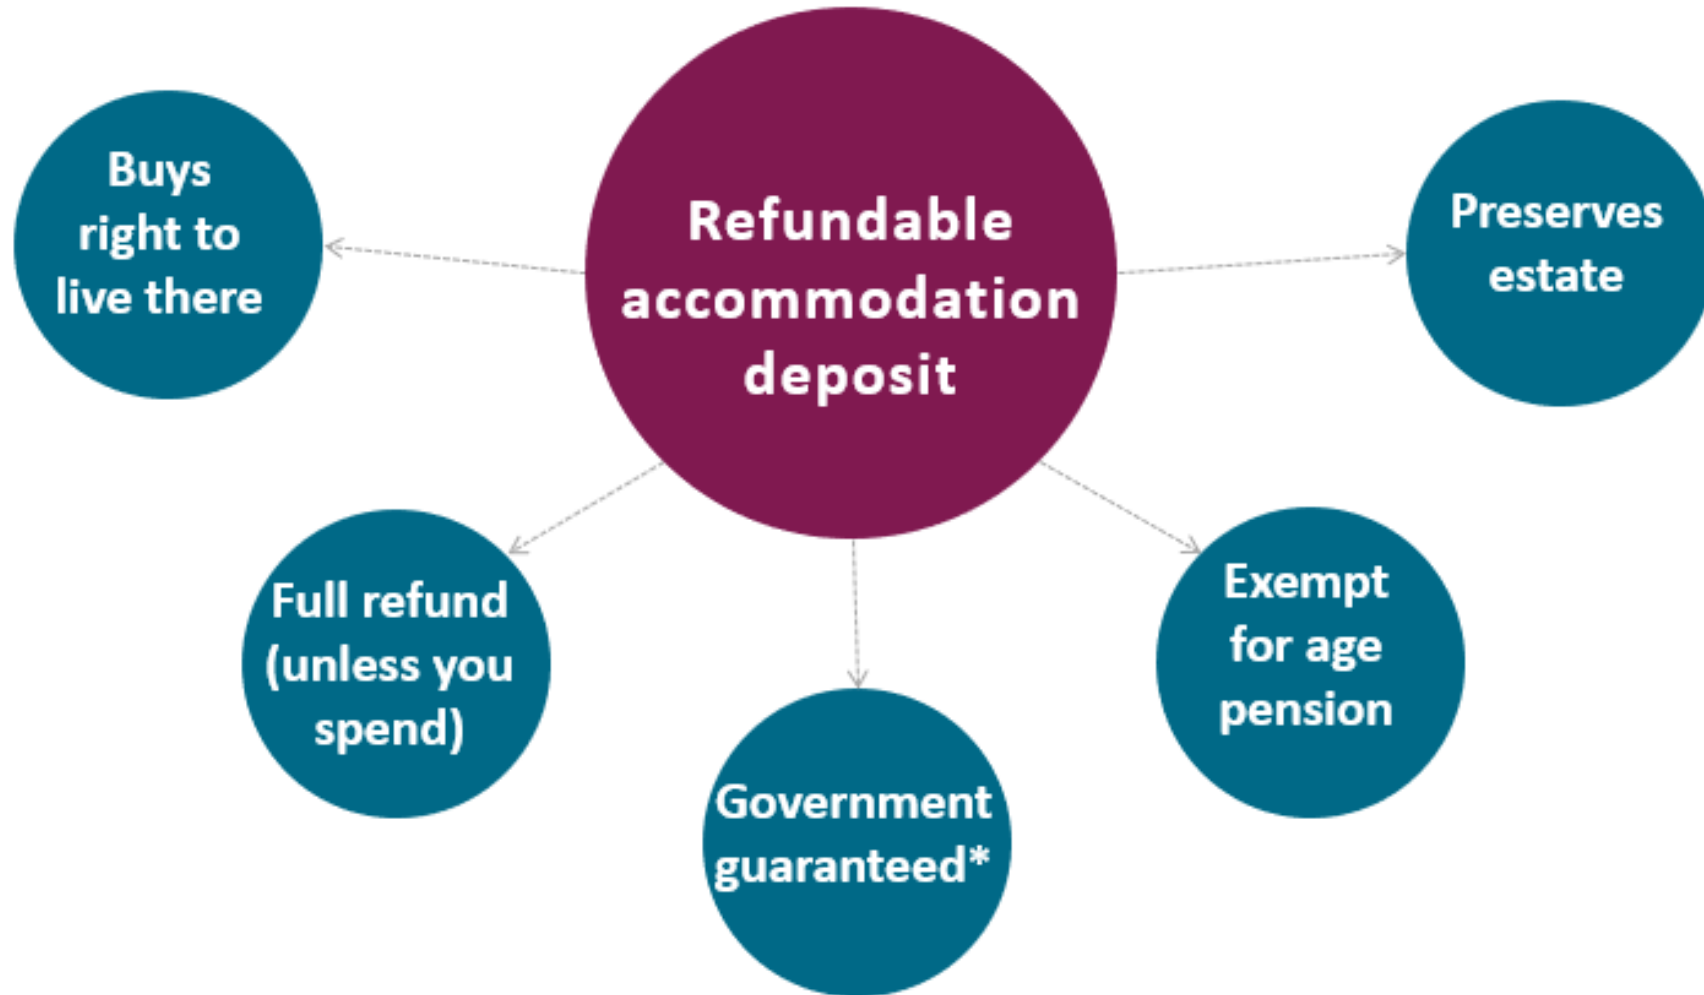 Refundable
accommodation
deposit
Buys
right to
live there
Full refund
(unless you
spend)
Government
guaranteed*
Exempt
for age
pension
Preserves
estate